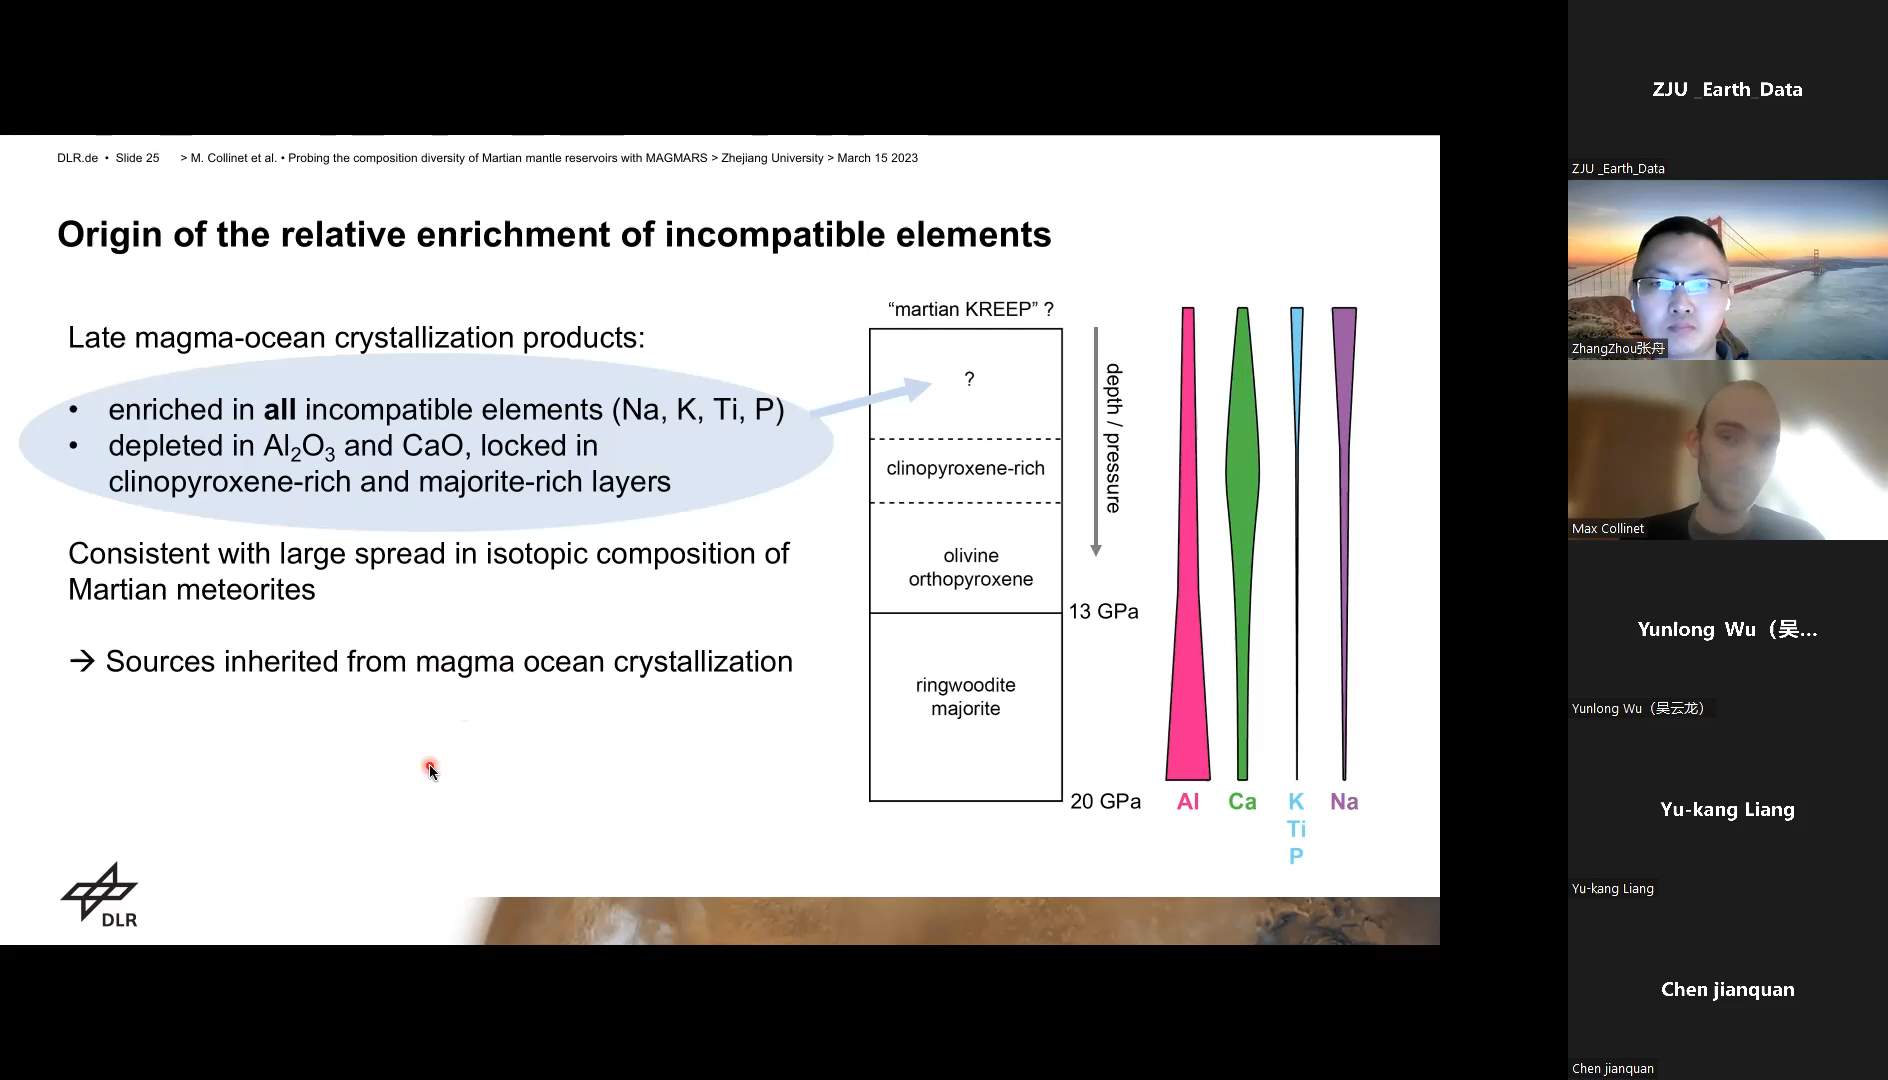 DLR.de • Slide 25 > M. Collinet et al. • Probing the composition diversity of Martian mantle reservoirs with MAGMARS > Zhejiang University > March 15 2023
Origin of the relative enrichment of incompatible elements
Late magma-ocean crystallization products:
• enriched in all incompatible elements (Na, K, Ti, P)
• depleted in Al₂O₃ and CaO, locked in
clinopyroxene-rich and majorite-rich layers
Consistent with large spread in isotopic composition of
Martian meteorites
→ Sources inherited from magma ocean crystallization
“martian KREEP” ?
?
clinopyroxene-rich
olivine
orthopyroxene
ringwoodite
majorite
depth / pressure
13 GPa
20 GPa
Al
Ca
K
Ti
P
Na
DLR
ZJU _Earth_Data
ZJU _Earth_Data
ZhangZhou张舟
Max Collinet
Yunlong Wu（吴...
Yunlong Wu（吴云龙）
Yu-kang Liang
Yu-kang Liang
Chen jianquan
Chen jianquan